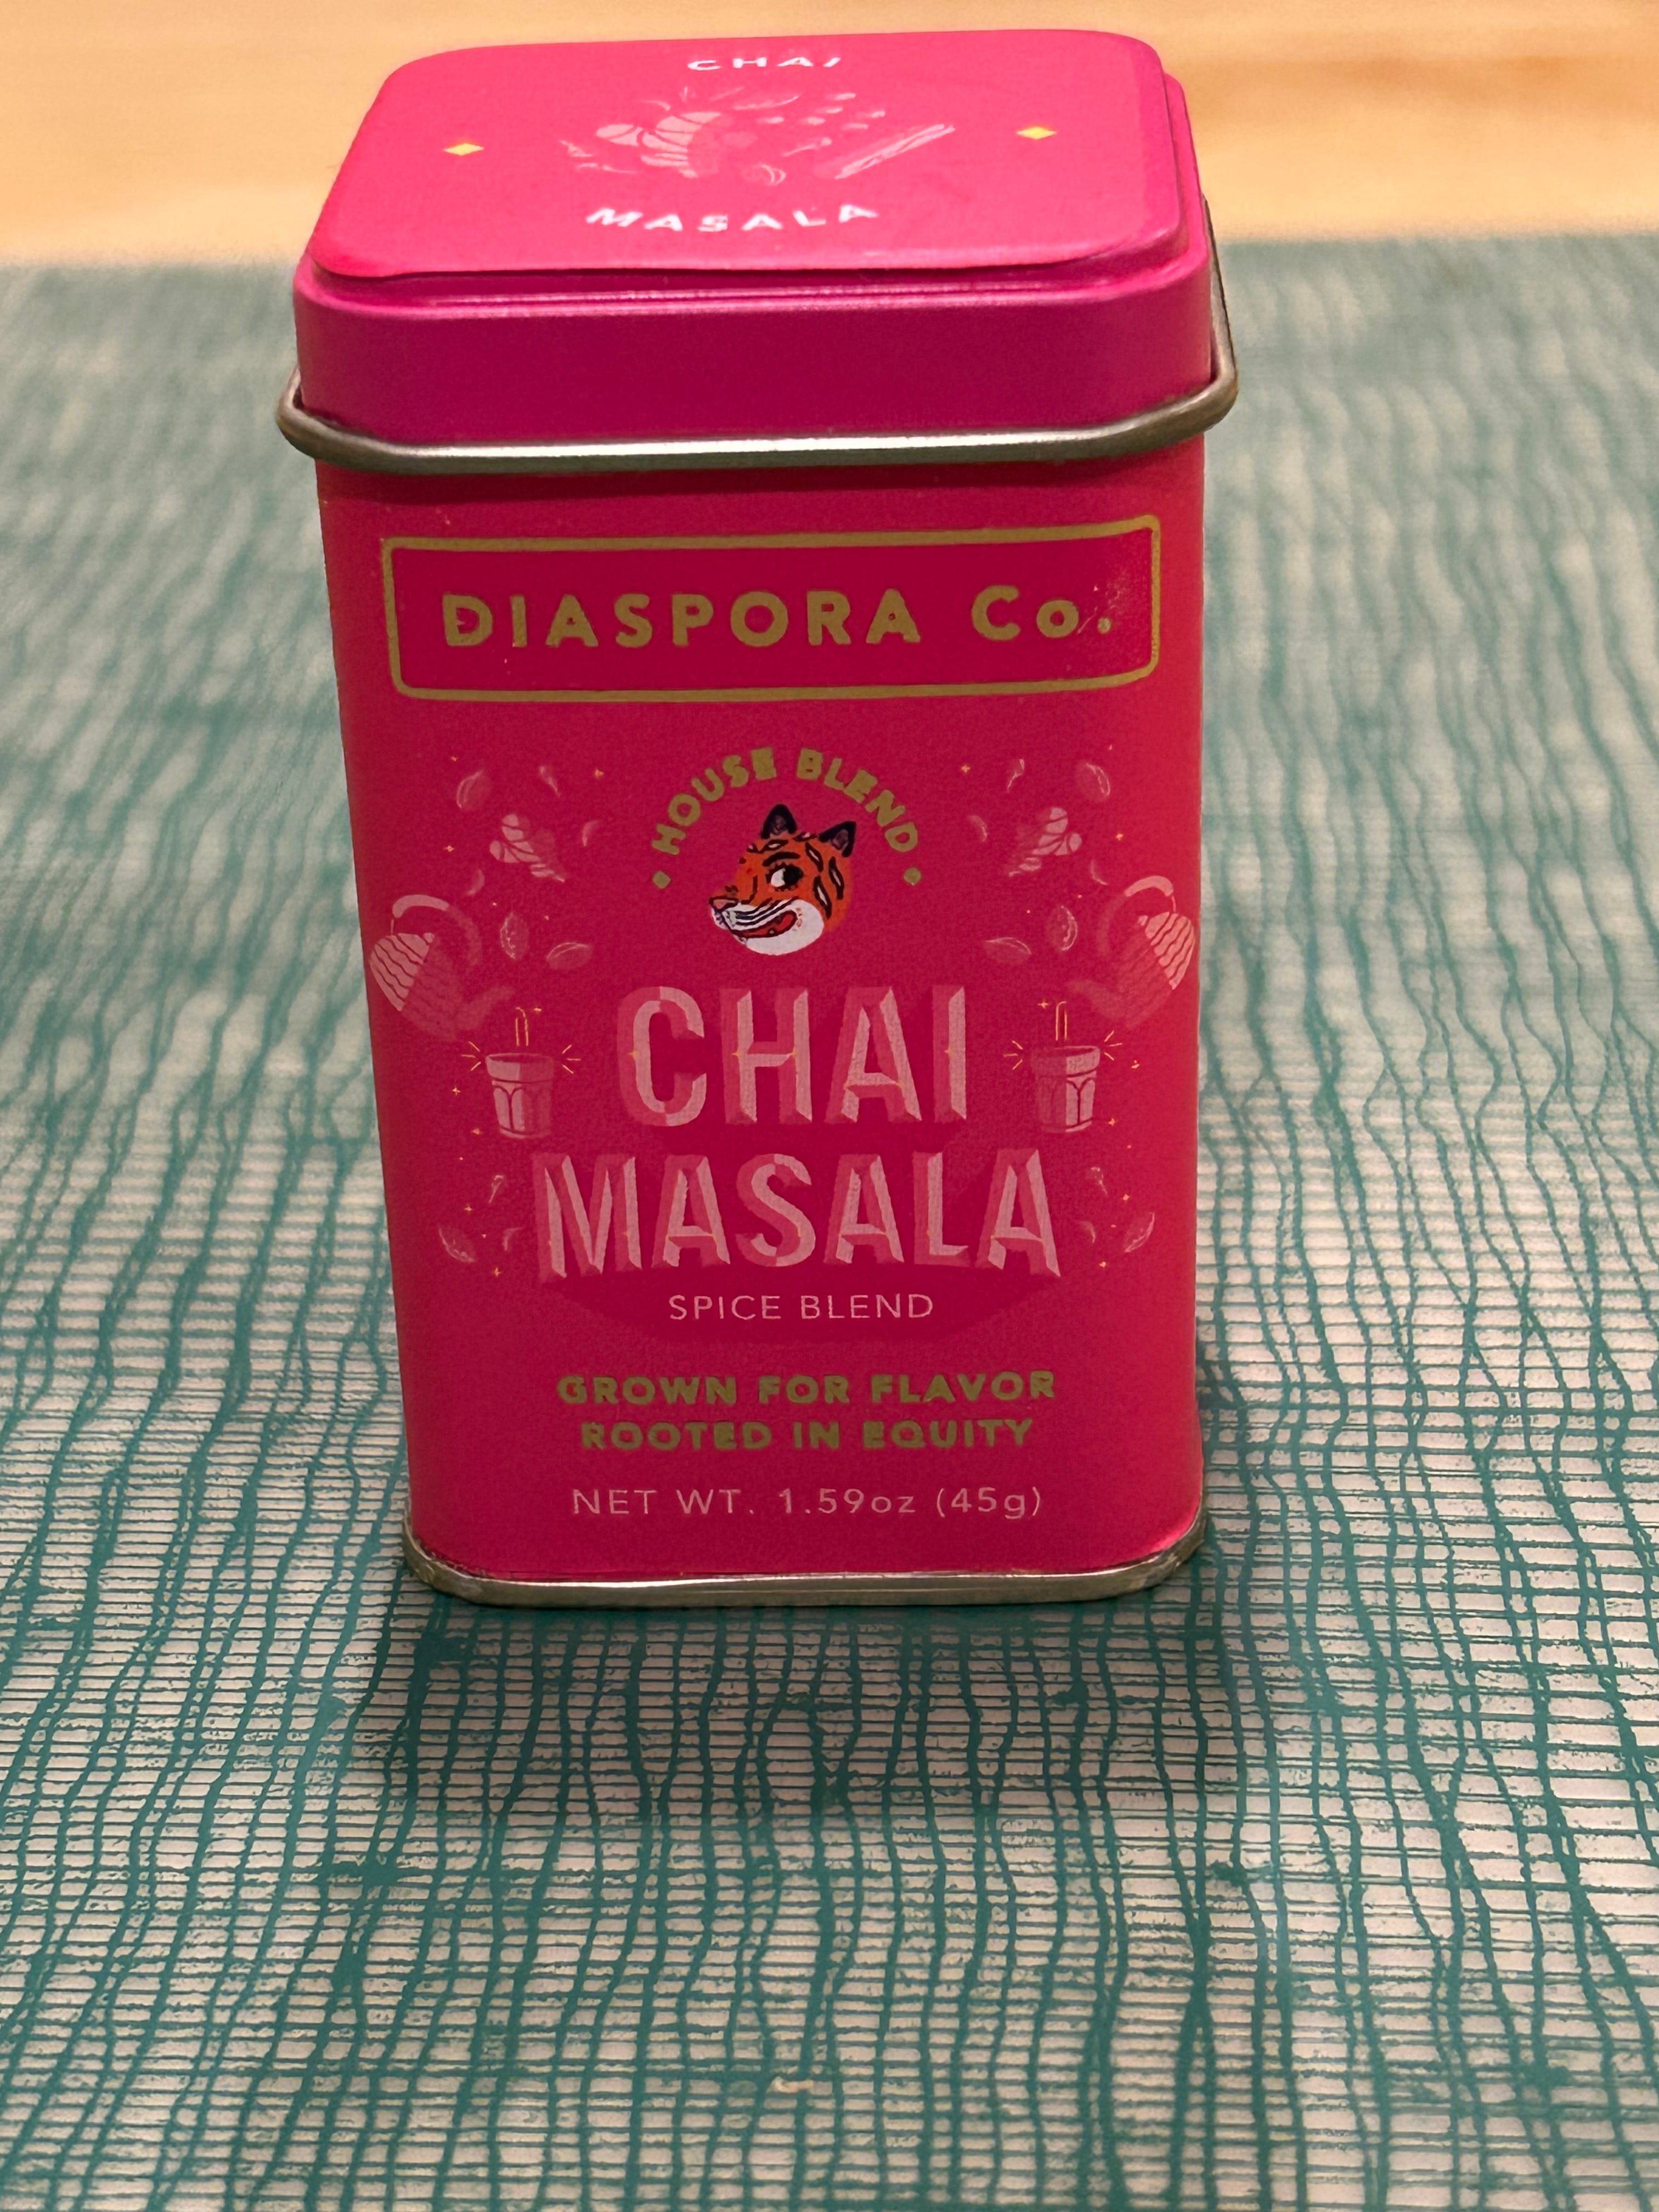 CHAI
MASALA
DIASPORA Co.
• HOUSE BLEND •
CHAI
MASALA
SPICE BLEND
GROWN FOR FLAVOR
ROOTED IN EQUITY
NET WT. 1.59oz (45g)